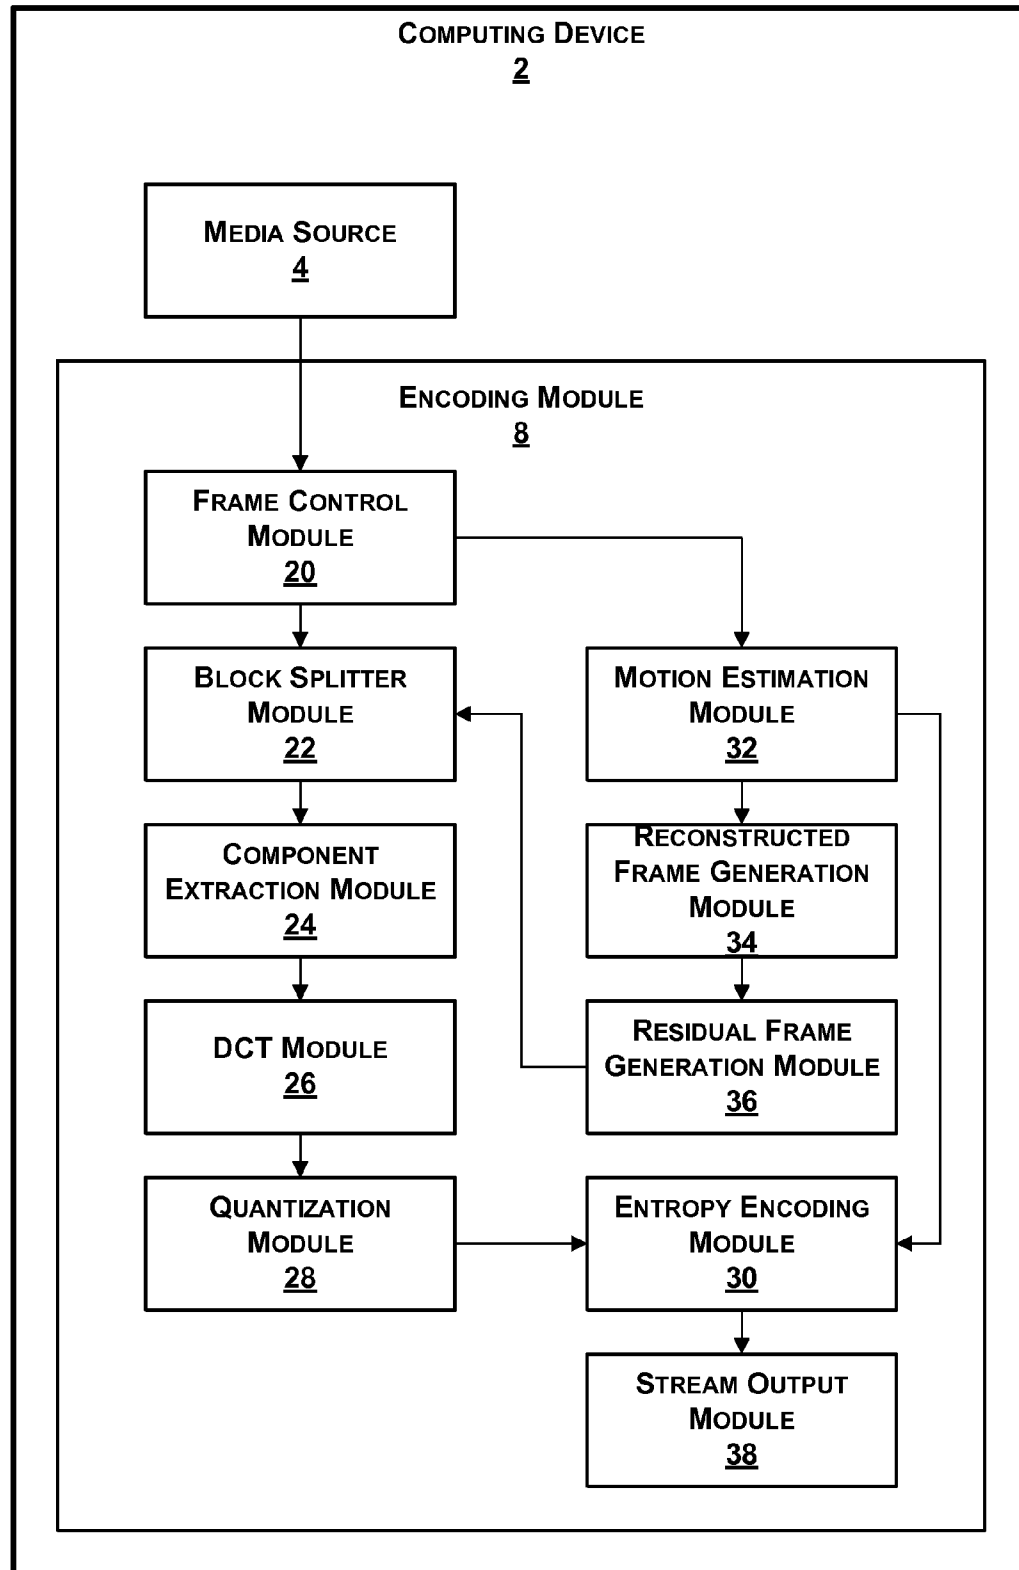 COMPUTING DEVICE
2
MEDIA SOURCE
4
ENCODING MODULE
8
FRAME CONTROL
MODULE
20
BLOCK SPLITTER
MODULE
22
MOTION ESTIMATION
MODULE
32
COMPONENT
EXTRACTION MODULE
24
RECONSTRUCTED
FRAME GENERATION
MODULE
34
DCT MODULE
26
RESIDUAL FRAME
GENERATION MODULE
36
QUANTIZATION
MODULE
28
ENTROPY ENCODING
MODULE
30
STREAM OUTPUT
MODULE
38